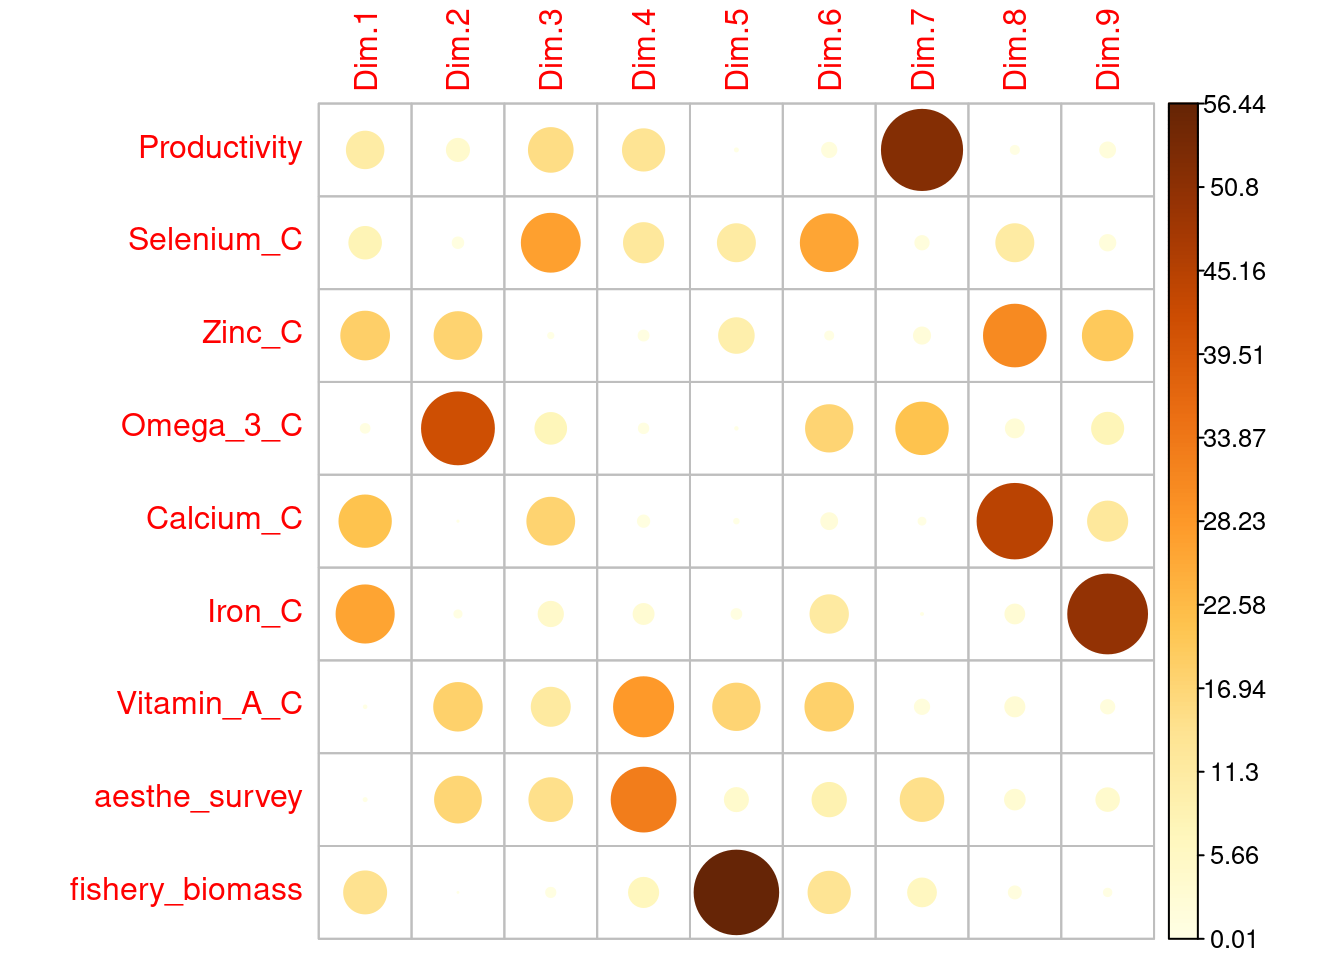 Dim.1
Dim.2
Dim.3
Dim.4
Dim.5
Dim.6
Dim.7
Dim.8
Dim.9
Productivity
Selenium_C
Zinc_C
Omega_3_C
Calcium_C
Iron_C
Vitamin_A_C
aesthe_survey
fishery_biomass
56.44
50.8
45.16
39.51
33.87
28.23
22.58
16.94
11.3
5.66
0.01